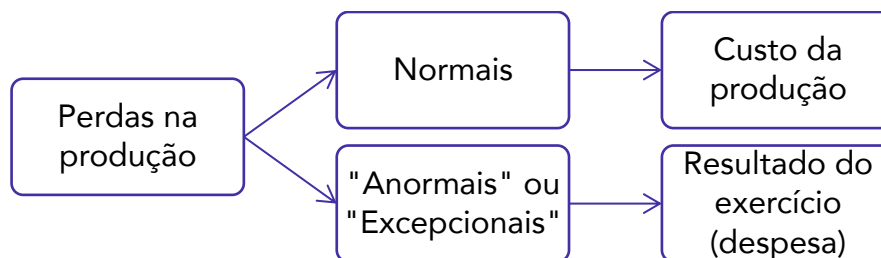 Perdas na
produção
Normais
Custo da
produção
"Anormais" ou
"Excepcionais"
Resultado do
exercício
(despesa)